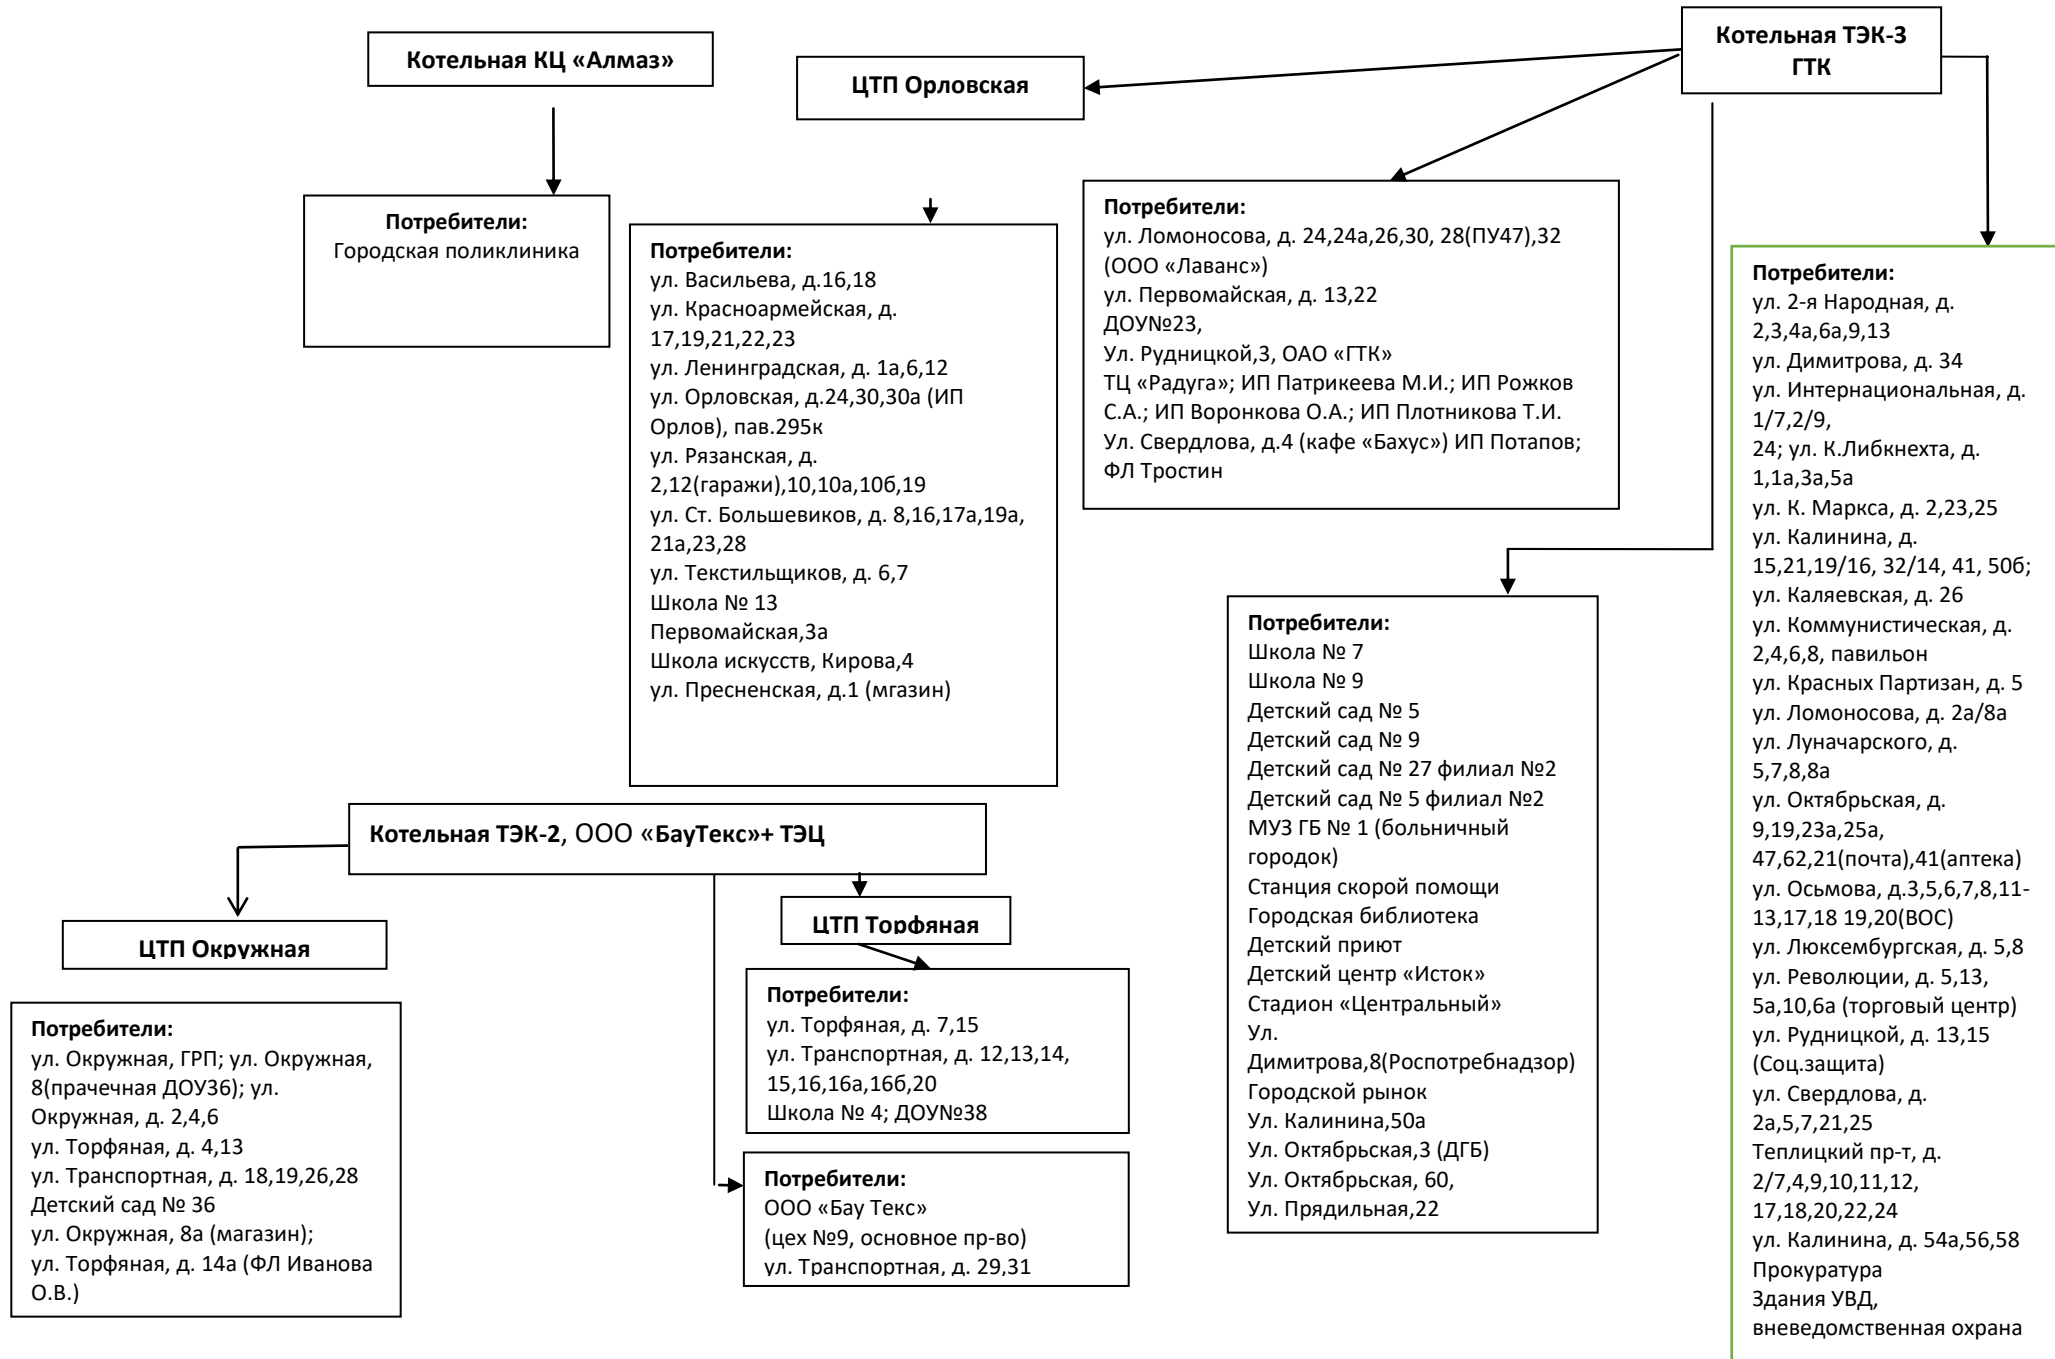 Котельная КЦ «Алмаз»
Потребители:
Городская поликлиника
ЦТП Орловская
Котельная ТЭК-3
ГТК
Потребители:
ул. Васильева, д.16,18
ул. Красноармейская, д.
17,19,21,22,23
ул. Ленинградская, д. 1а,6,12
ул. Орловская, д.24,30,30а (ИП
Орлов), пав.295к
ул. Рязанская, д.
2,12(гаражи),10,10а,10б,19
ул. Ст. Большевиков, д. 8,16,17а,19а,
21а,23,28
ул. Текстильщиков, д. 6,7
Школа № 13
Первомайская,3а
Школа искусств, Кирова,4
ул. Пресненская, д.1 (мгазин)
Потребители:
ул. Ломоносова, д. 24,24а,26,30, 28(ПУ47),32
(ООО «Лаванс»)
ул. Первомайская, д. 13,22
ДОУ№23,
Ул. Рудницкой,3, ОАО «ГТК»
ТЦ «Радуга»; ИП Патрикеева М.И.; ИП Рожков
С.А.; ИП Воронкова О.А.; ИП Плотникова Т.И.
Ул. Свердлова, д.4 (кафе «Бахус») ИП Потапов;
ФЛ Тростин
Потребители:
Школа № 7
Школа № 9
Детский сад № 5
Детский сад № 9
Детский сад № 27 филиал №2
Детский сад № 5 филиал №2
МУЗ ГБ № 1 (больничный
городок)
Станция скорой помощи
Городская библиотека
Детский приют
Детский центр «Исток»
Стадион «Центральный»
Ул.
Димитрова,8(Роспотребнадзор)
Городской рынок
Ул. Калинина,50а
Ул. Октябрьская,3 (ДГБ)
Ул. Октябрьская, 60,
Ул. Прядильная,22
Потребители:
ул. 2-я Народная, д.
2,3,4а,6а,9,13
ул. Димитрова, д. 34
ул. Интернациональная, д.
1/7,2/9,
24; ул. К.Либкнехта, д.
1,1а,3а,5а
ул. К. Маркса, д. 2,23,25
ул. Калинина, д.
15,21,19/16, 32/14, 41, 50б;
ул. Каляевская, д. 26
ул. Коммунистическая, д.
2,4,6,8, павильон
ул. Красных Партизан, д. 5
ул. Ломоносова, д. 2а/8а
ул. Луначарского, д.
5,7,8,8а
ул. Октябрьская, д.
9,19,23а,25а,
47,62,21(почта),41(аптека)
ул. Осьмова, д.3,5,6,7,8,11-
13,17,18 19,20(ВОС)
ул. Люксембургская, д. 5,8
ул. Революции, д. 5,13,
5а,10,6а (торговый центр)
ул. Рудницкой, д. 13,15
(Соц.защита)
ул. Свердлова, д.
2а,5,7,21,25
Теплицкий пр-т, д.
2/7,4,9,10,11,12,
17,18,20,22,24
ул. Калинина, д. 54а,56,58
Прокуратура
Здания УВД,
вневедомственная охрана
Котельная ТЭК-2, ООО «БауТекс»+ ТЭЦ
ЦТП Окружная
Потребители:
ул. Окружная, ГРП; ул. Окружная,
8(прачечная ДОУ36); ул.
Окружная, д. 2,4,6
ул. Торфяная, д. 4,13
ул. Транспортная, д. 18,19,26,28
Детский сад № 36
ул. Окружная, 8а (магазин);
ул. Торфяная, д. 14а (ФЛ Иванова
О.В.)
ЦТП Торфяная
Потребители:
ул. Торфяная, д. 7,15
ул. Транспортная, д. 12,13,14,
15,16,16а,16б,20
Школа № 4; ДОУ№38
Потребители:
ООО «Бау Текс»
(цех №9, основное пр-во)
ул. Транспортная, д. 29,31